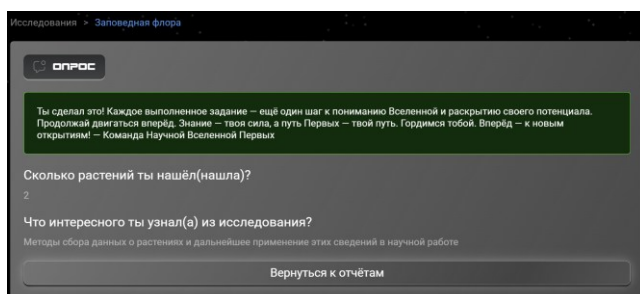 Исследования > Заповедная флора
ОПРОС
Ты сделал это! Каждое выполненное задание — ещё один шаг к пониманию Вселенной и раскрытию своего потенциала.
Продолжай двигаться вперёд. Знание — твоя сила, а путь Первых — твой путь. Гордимся тобой. Вперёд — к новым
открытиям! — Команда Научной Вселенной Первых
Сколько растений ты нашёл(нашла)?
2
Что интересного ты узнал(а) из исследования?
Методы сбора данных о растениях и дальнейшее применение этих сведений в научной работе
Вернуться к отчётам